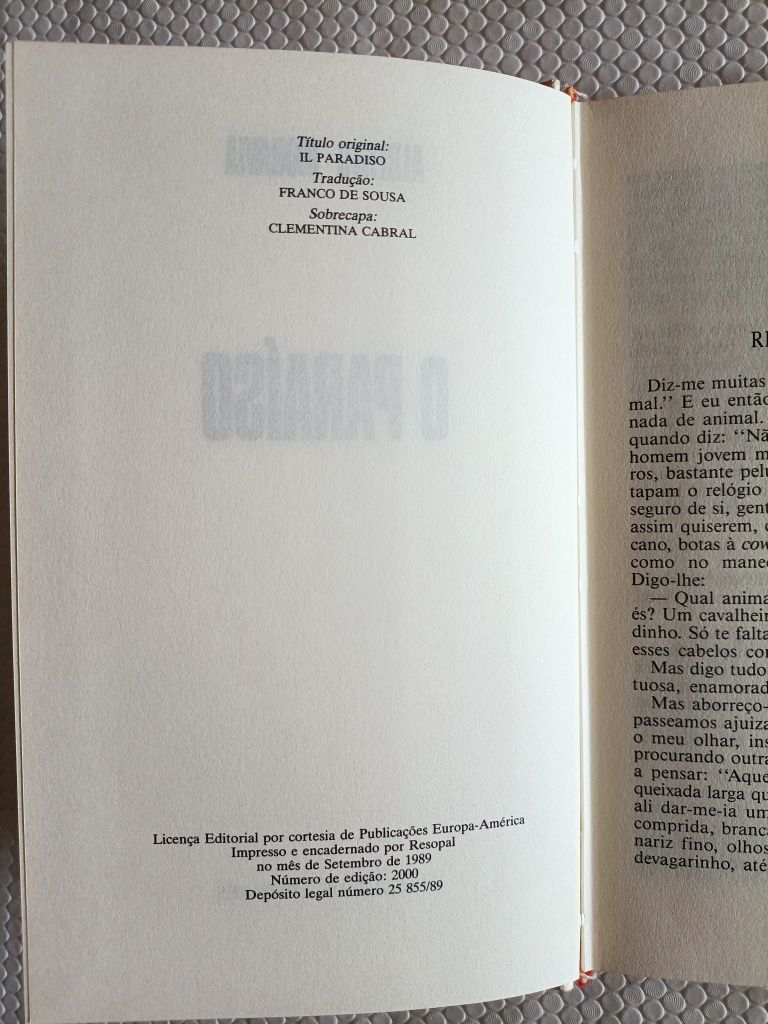 Título original:
IL PARADISO
Tradução:
FRANCO DE SOUSA
Sobrecapa:
CLEMENTINA CABRAL
O PARAÍSO
Licença Editorial por cortesia de Publicações Europa-América
Impresso e encadernado por Resopal
no mês de Setembro de 1989
Número de edição: 2000
Depósito legal número 25 855/89
Diz-me muitas
mal.” E eu então
nada de animal.
quando diz: “Nã
homem jovem m
ros, bastante pelu
tapam o relógio
seguro de si, gent
assim quiserem,
cano, botas à cow
como no mane
Digo-lhe:
— Qual anima
és? Um cavalheir
dinho. Só te falta
esses cabelos co
Mas digo tudo
tuosa, enamorad
Mas aborreço-
passeamos ajuiza
o meu olhar, ins
procurando outra
a pensar: “Aque
queixada larga qu
ali dar-me-ia um
comprida, branca
nariz fino, olhos
devagarinho, até